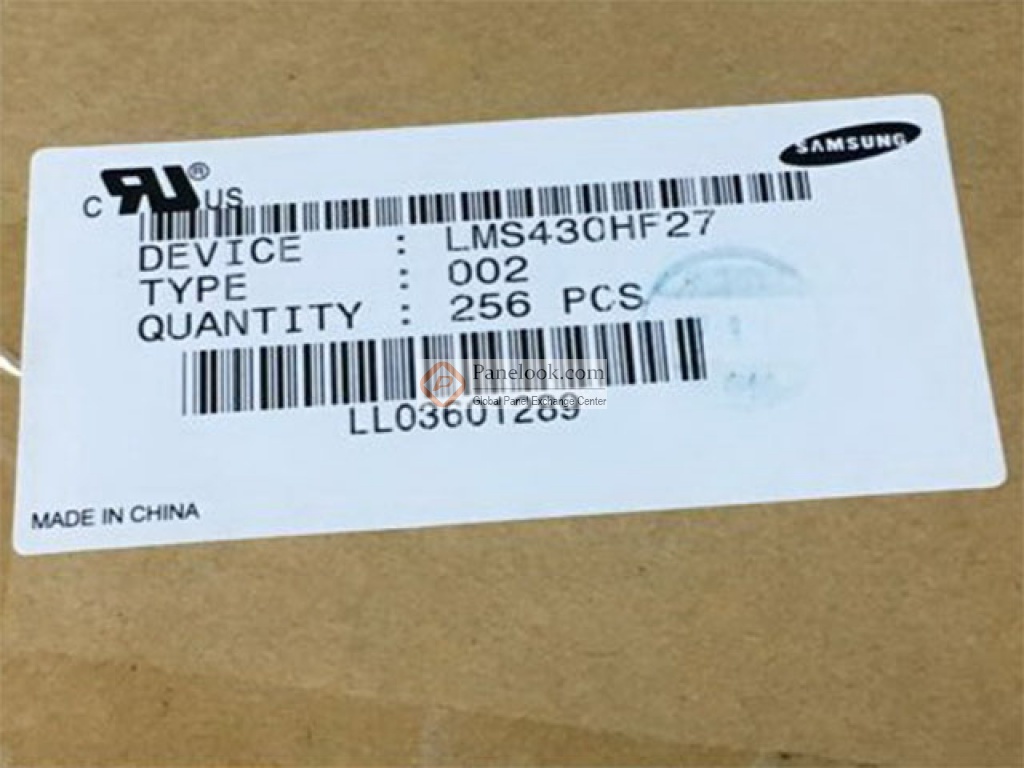 SAMSUNG
c RU® US
DEVICE : LMS430HF27
TYPE : 002
QUANTITY : 256 PCS
Panelook.com
Global Panel Exchange Center
LL03601289
MADE IN CHINA